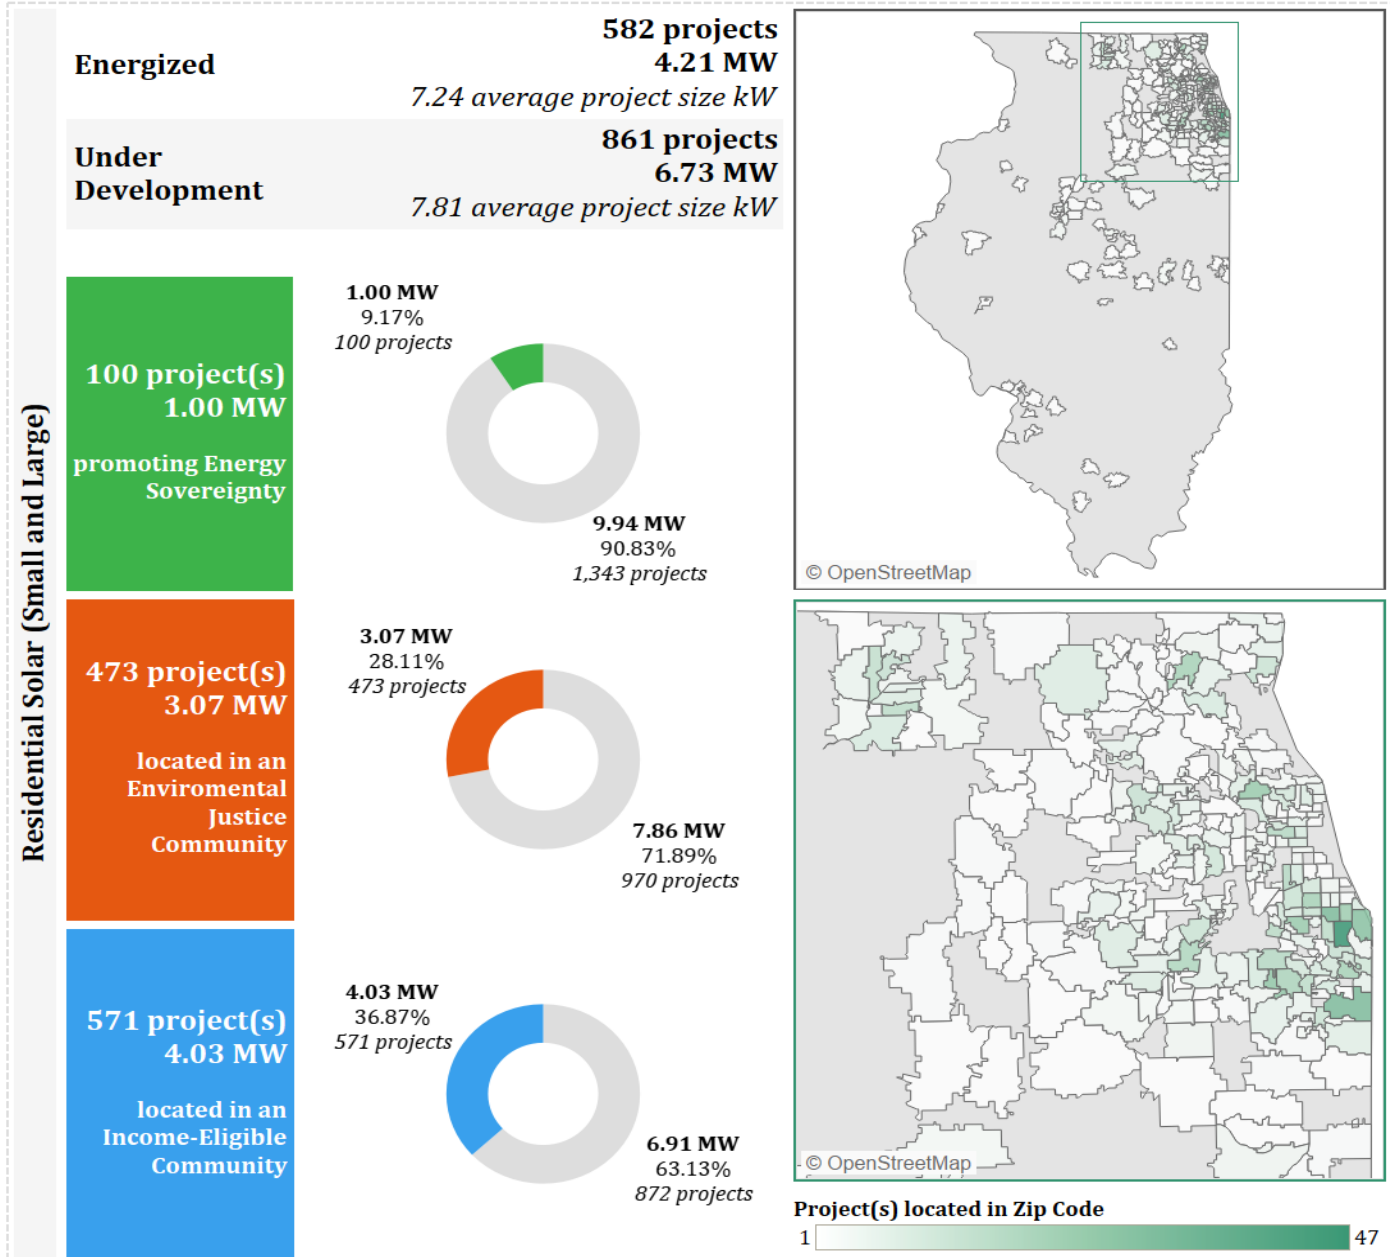 Residential Solar (Small and Large)
Energized
582 projects
4.21 MW
7.24 average project size kW
Under
Development
861 projects
6.73 MW
7.81 average project size kW
100 project(s)
1.00 MW
promoting Energy
Sovereignty
1.00 MW
9.17%
100 projects
9.94 MW
90.83%
1,343 projects
473 project(s)
3.07 MW
located in an
Enviromental
Justice
Community
3.07 MW
28.11%
473 projects
7.86 MW
71.89%
970 projects
571 project(s)
4.03 MW
located in an
Income-Eligible
Community
4.03 MW
36.87%
571 projects
6.91 MW
63.13%
872 projects
© OpenStreetMap
© OpenStreetMap
Project(s) located in Zip Code
1 47